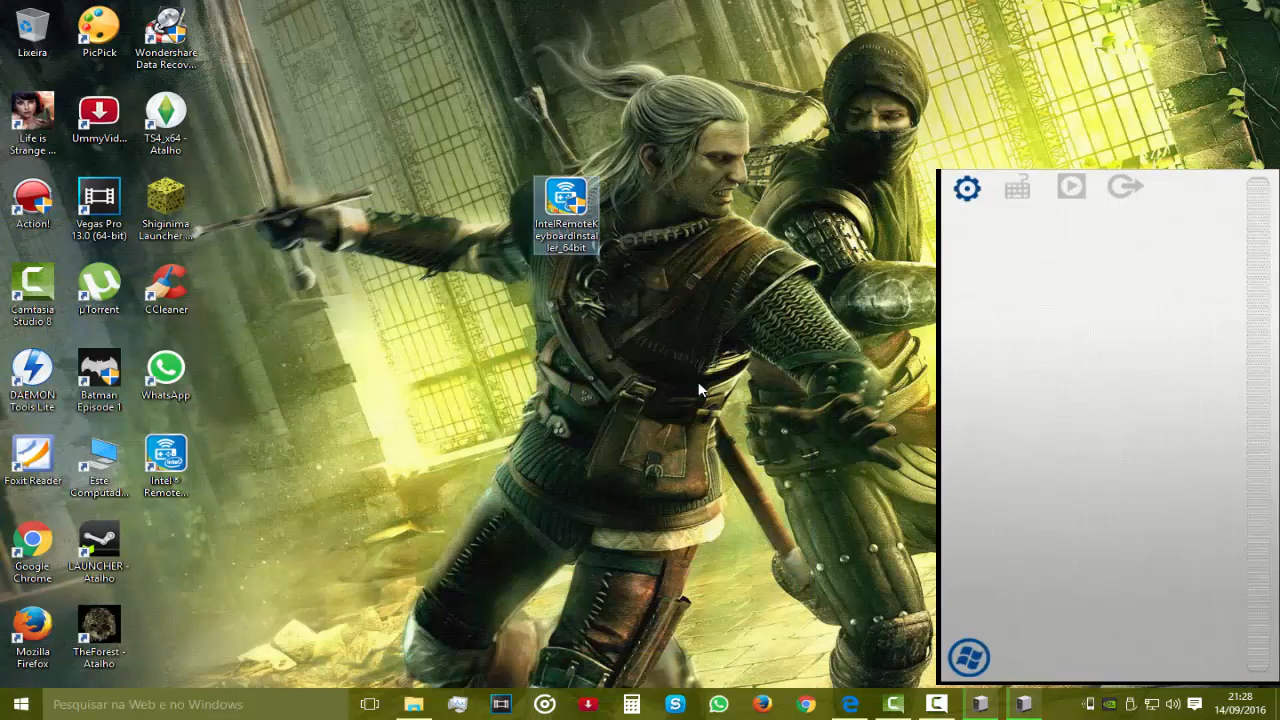 Lixeira
PicPick
Wondershare
Data Recov...
Life is
Strange ...
UmmyVid...
TS4_x64 -
Atalho
Action!
Vegas Pro
13.0 (64-bit)
Shiginima
Launcher ...
Camtasia
Studio 8
µTorrent
CCleaner
DAEMON
Tools Lite
Batman
Episode 1
WhatsApp
Foxit Reader
Este
Computad...
Intel®
Remote...
Google
Chrome
LAUNCHER -
Atalho
Mozilla
Firefox
TheForest -
Atalho
IntelRemoteK
eyboardInstal
ler_64bit
Pesquisar na Web e no Windows
21:28
14/09/2016